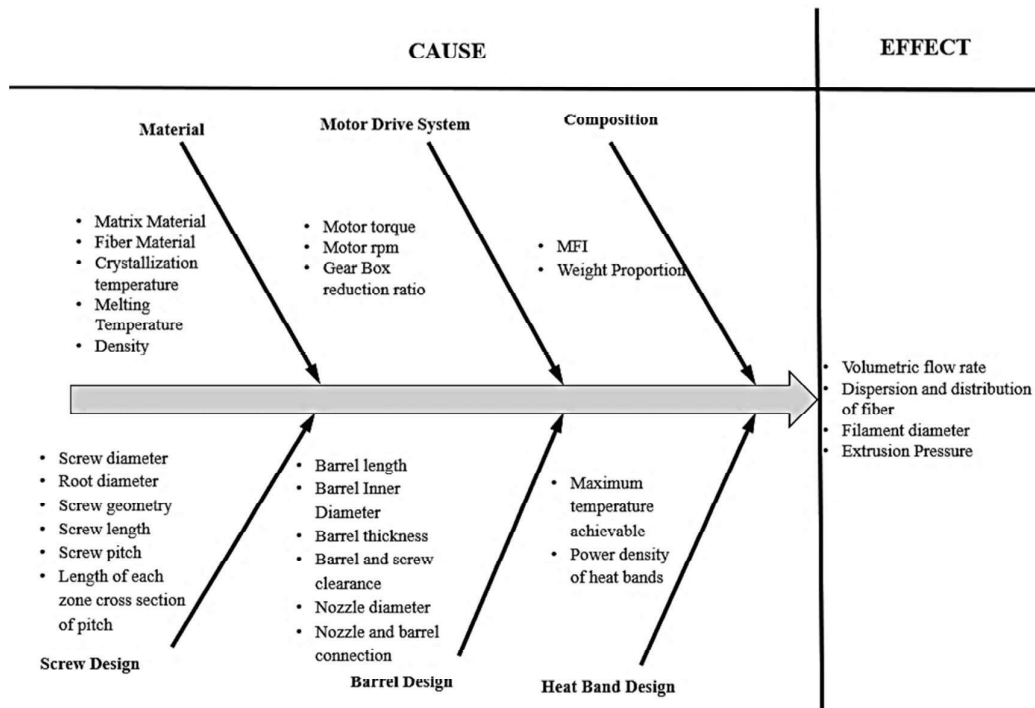 CAUSE
EFFECT
Material
Motor Drive System
Composition
• Matrix Material
• Fiber Material
• Crystallization
temperature
• Melting
Temperature
• Density
• Motor torque
• Motor rpm
• Gear Box
reduction ratio
• MFI
• Weight Proportion
• Volumetric flow rate
• Dispersion and distribution
of fiber
• Filament diameter
• Extrusion Pressure
• Screw diameter
• Root diameter
• Screw geometry
• Screw length
• Screw pitch
• Length of each
zone cross section
of pitch
• Barrel length
• Barrel Inner
Diameter
• Barrel thickness
• Barrel and screw
clearance
• Nozzle diameter
• Nozzle and barrel
connection
• Maximum
temperature
achievable
• Power density
of heat bands
Screw Design
Barrel Design
Heat Band Design